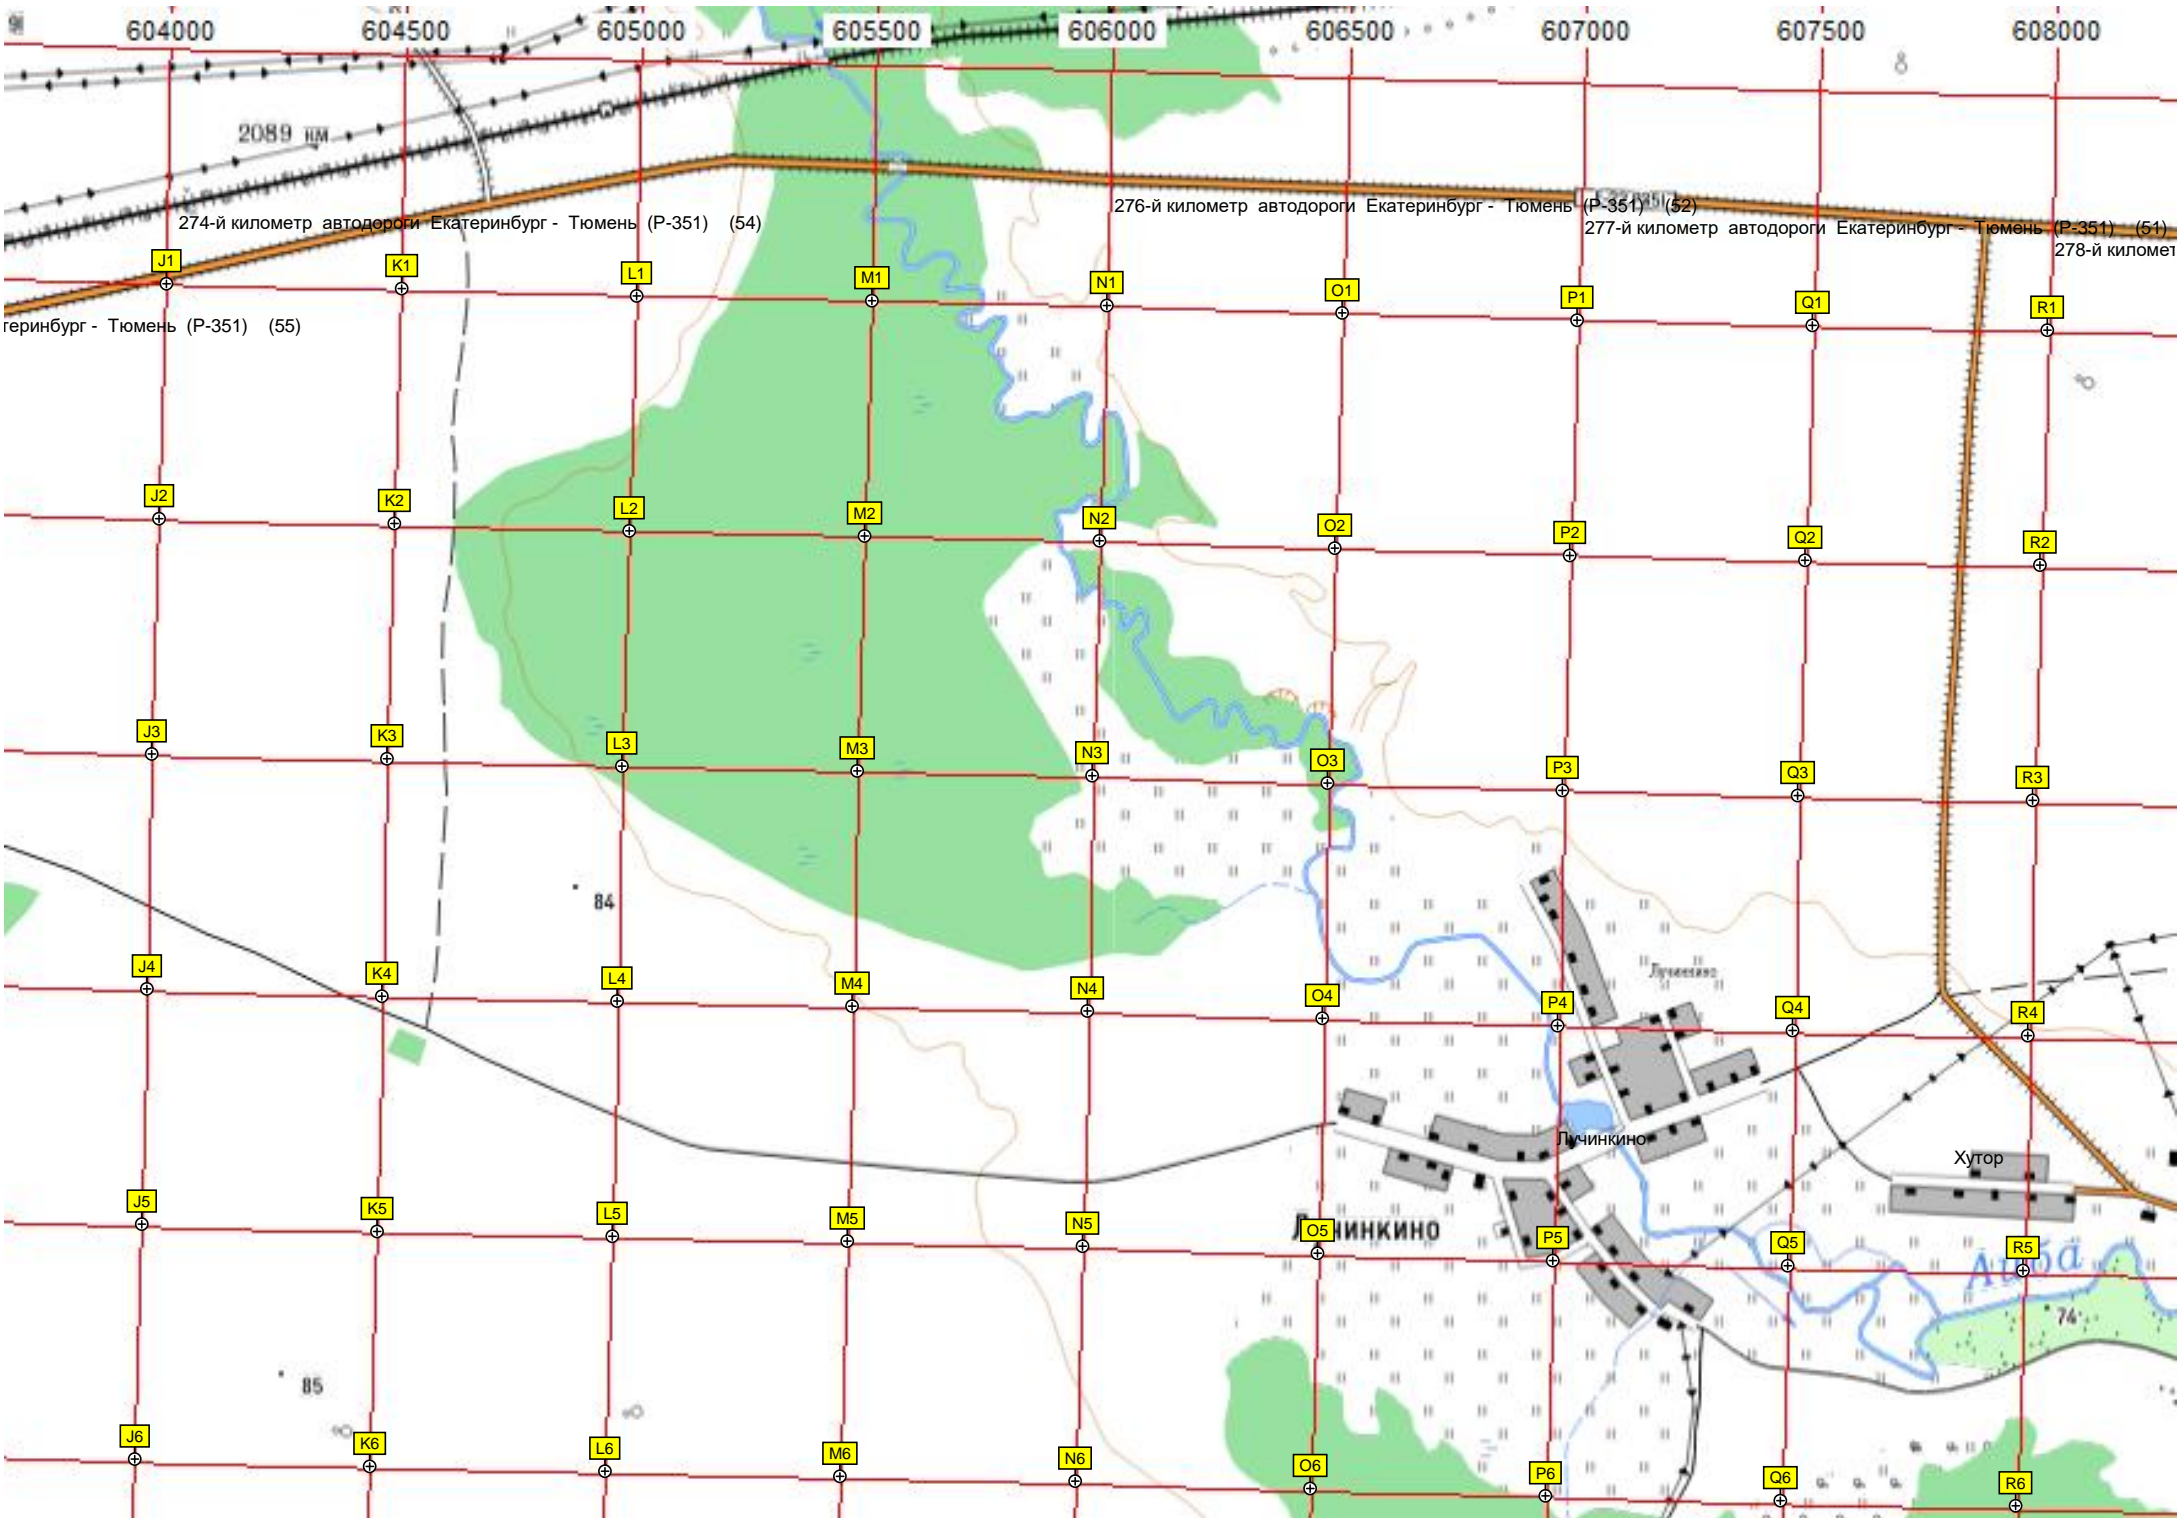 604000 604500 605000 605500 606000 606500 607000 607500 608000
2089 км
274-й километр автодороги Екатеринбург - Тюмень (Р-351) (54)
276-й километр автодороги Екатеринбург - Тюмень (Р-351) (52)
277-й километр автодороги Екатеринбург - Тюмень (Р-351) (51)
278-й километ
J1 K1 L1 M1 N1 O1 P1 Q1 R1
теринбург - Тюмень (Р-351) (55)
J2 K2 L2 M2 N2 O2 P2 Q2 R2
J3 K3 L3 M3 N3 O3 P3 Q3 R3
84
Лучинкино
J4 K4 L4 M4 N4 O4 P4 Q4 R4
Лучинкино
Хутор
J5 K5 L5 M5 N5 O5 P5 Q5 R5
74
85
J6 K6 L6 M6 N6 O6 P6 Q6 R6